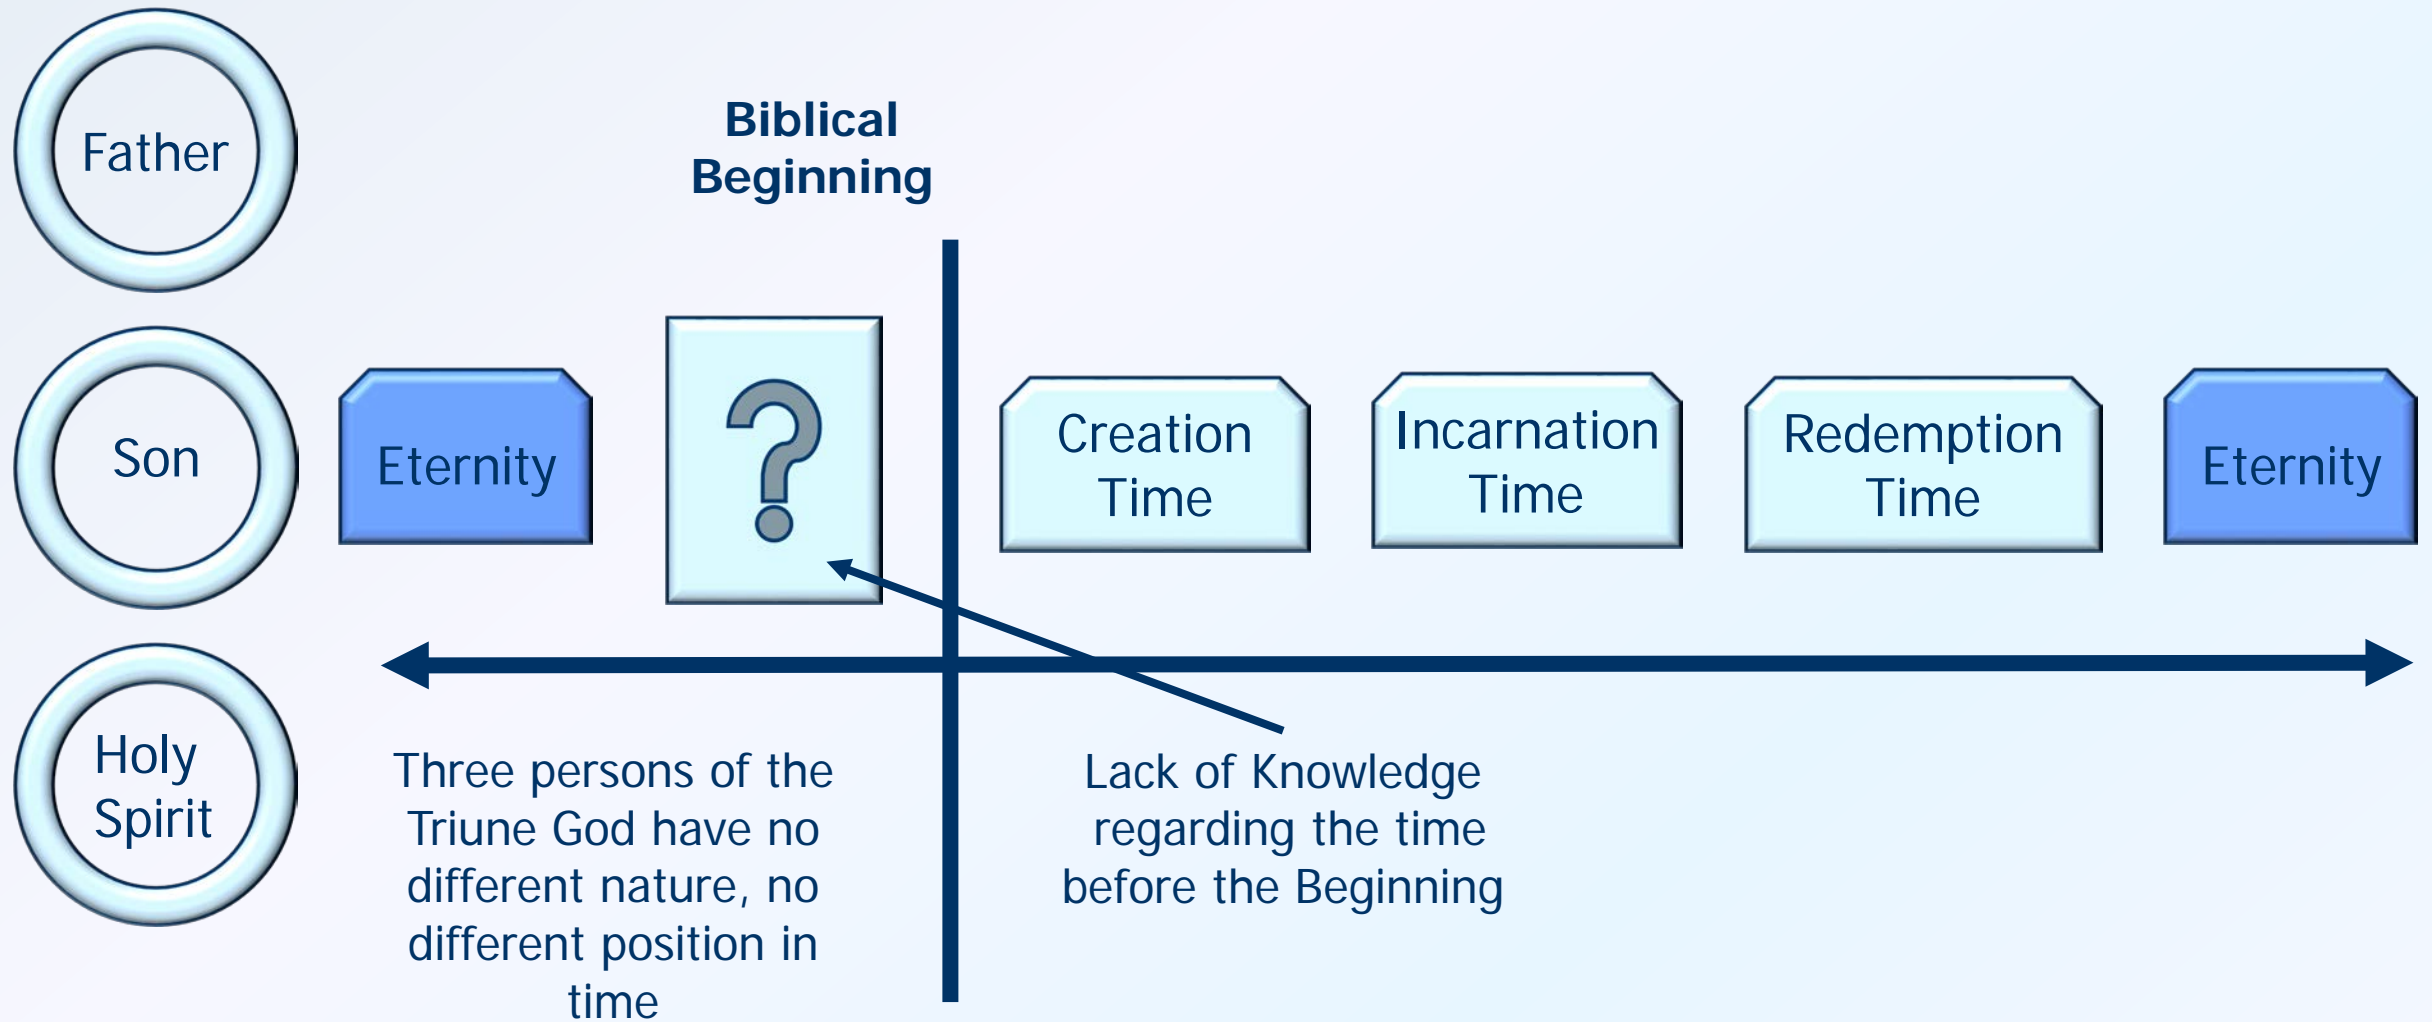 Father
Biblical
Beginning
Son
Eternity
?
Creation
Time
Incarnation
Time
Redemption
Time
Eternity
Holy
Spirit
Three persons of the
Triune God have no
different nature, no
different position in
time
Lack of Knowledge
regarding the time
before the Beginning